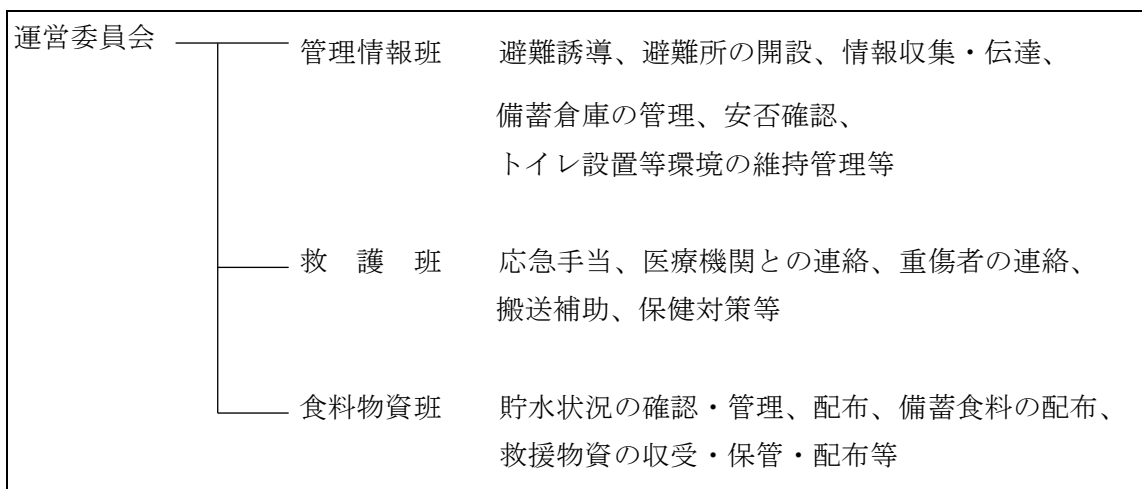 運営委員会
管理情報班 避難誘導、避難所の開設、情報収集・伝達、
備蓄倉庫の管理、安否確認、
トイレ設置等環境の維持管理等
救 護 班 応急手当、医療機関との連絡、重傷者の連絡、
搬送補助、保健対策等
食料物資班 貯水状況の確認・管理、配布、備蓄食料の配布、
救援物資の収受・保管・配布等